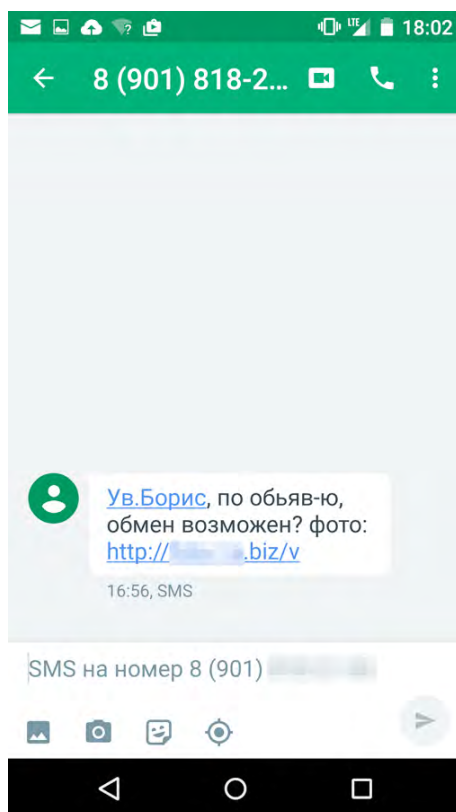 18:02
8 (901) 818-2...
Ув.Борис, по обьяв-ю,
обмен возможен? фото:
http:// .biz/v
16:56, SMS
SMS на номер 8 (901)